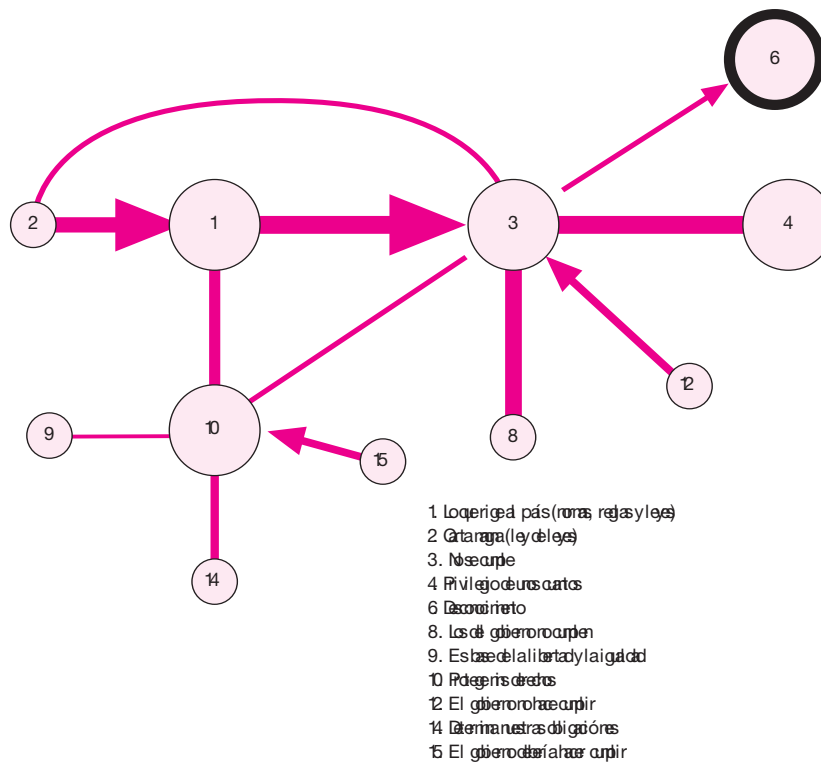 6
2 1 3 4
12
9 10 8
15
14
1. Lo que rige al país (normas, reglas y leyes)
2. Carta magna (ley de leyes)
3. No se cumple
4. Privilegio de unos cuantos
6. Desconocimiento
8. Los del gobierno no cumplen
9. Es base de la libertad y la igualdad
10. Protege mis derechos
12. El gobierno no hace cumplir
14. Determina nuestras obligaciónes
15. El gobierno debería hacer cumplir